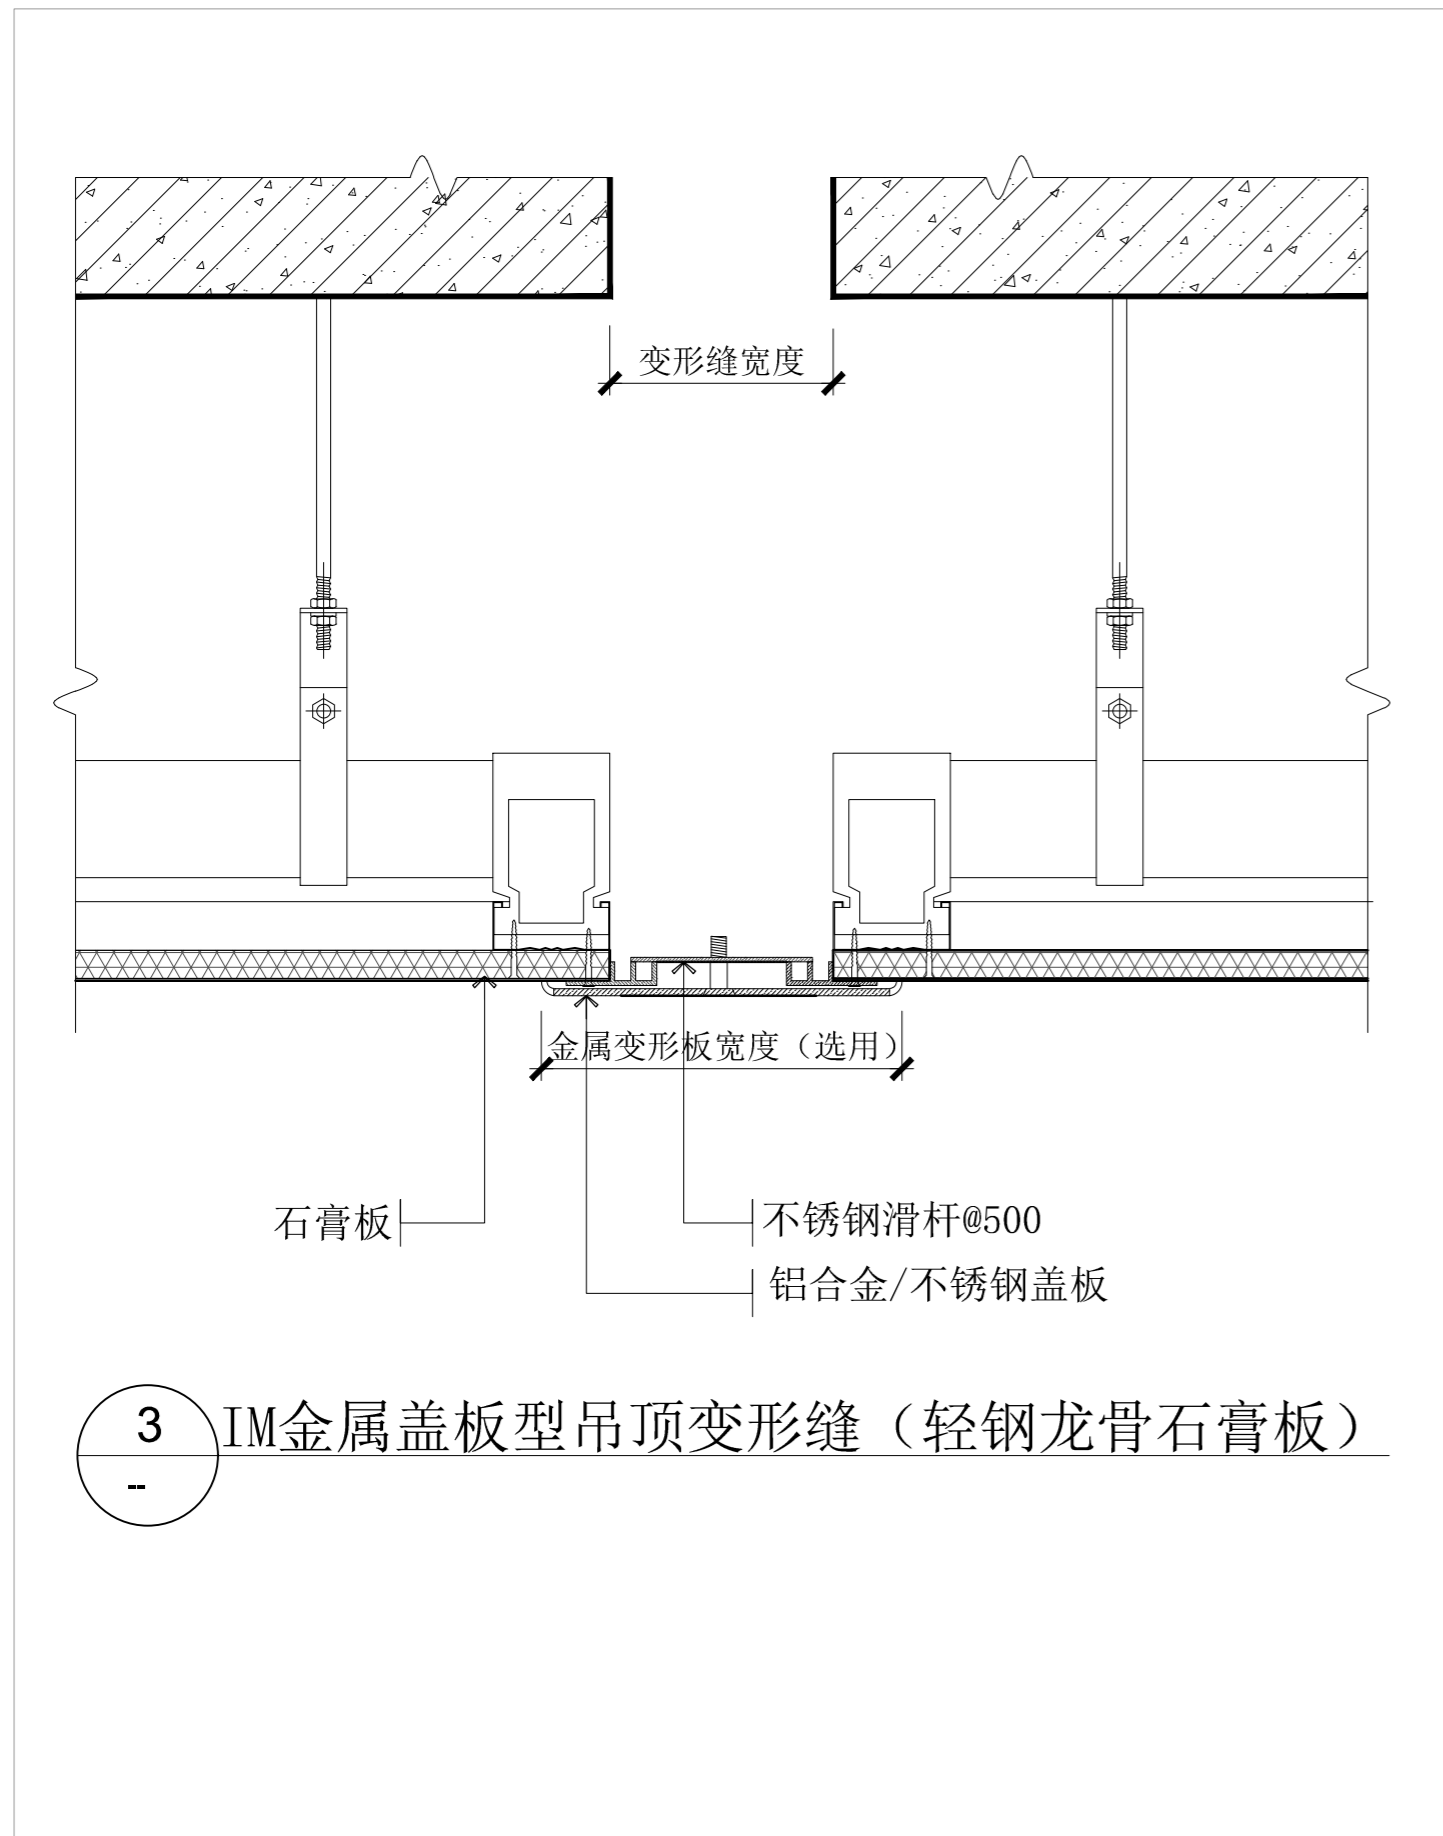 变形缝宽度
金属变形板宽度（选用）
石膏板
不锈钢滑杆@500
铝合金/不锈钢盖板
3
IM金属盖板型吊顶变形缝（轻钢龙骨石膏板）
--